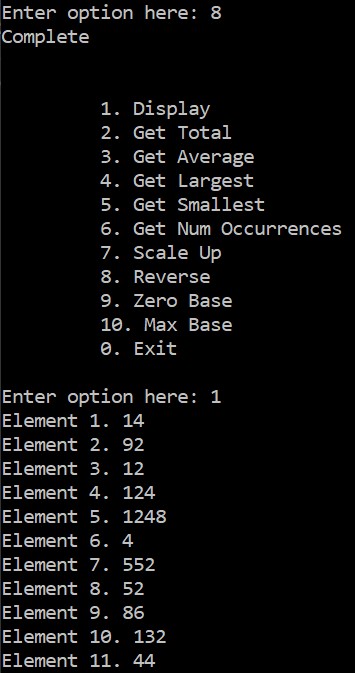 Enter option here: 8
Complete
1. Display
2. Get Total
3. Get Average
4. Get Largest
5. Get Smallest
6. Get Num Occurrences
7. Scale Up
8. Reverse
9. Zero Base
10. Max Base
0. Exit
Enter option here: 1
Element 1. 14
Element 2. 92
Element 3. 12
Element 4. 124
Element 5. 1248
Element 6. 4
Element 7. 552
Element 8. 52
Element 9. 86
Element 10. 132
Element 11. 44